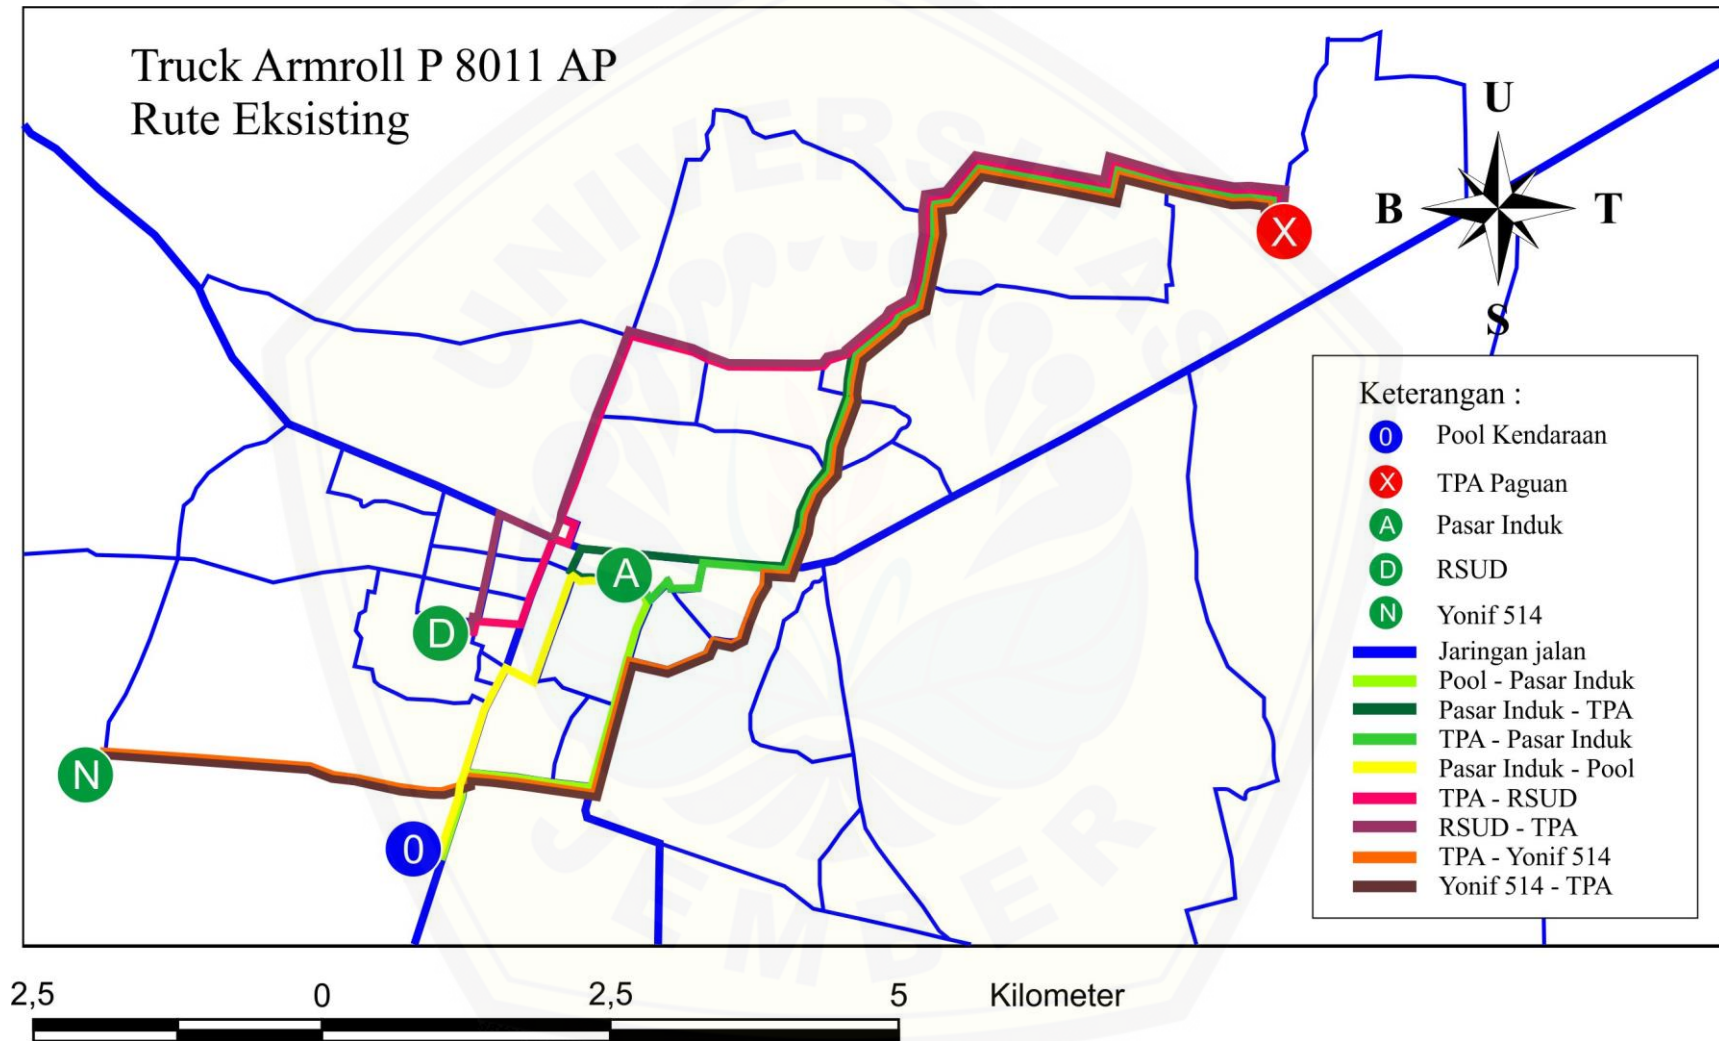 Truck Armroll P 8011 AP
Rute Eksisting
UNIVERSITAS
JEMBER
U
B
T
S
X
A
D
N
0
Keterangan :
0 Pool Kendaraan
X TPA Paguan
A Pasar Induk
D RSUD
N Yonif 514
Jaringan jalan
Pool - Pasar Induk
Pasar Induk - TPA
TPA - Pasar Induk
Pasar Induk - Pool
TPA - RSUD
RSUD - TPA
TPA - Yonif 514
Yonif 514 - TPA
2,5 0 2,5 5 Kilometer